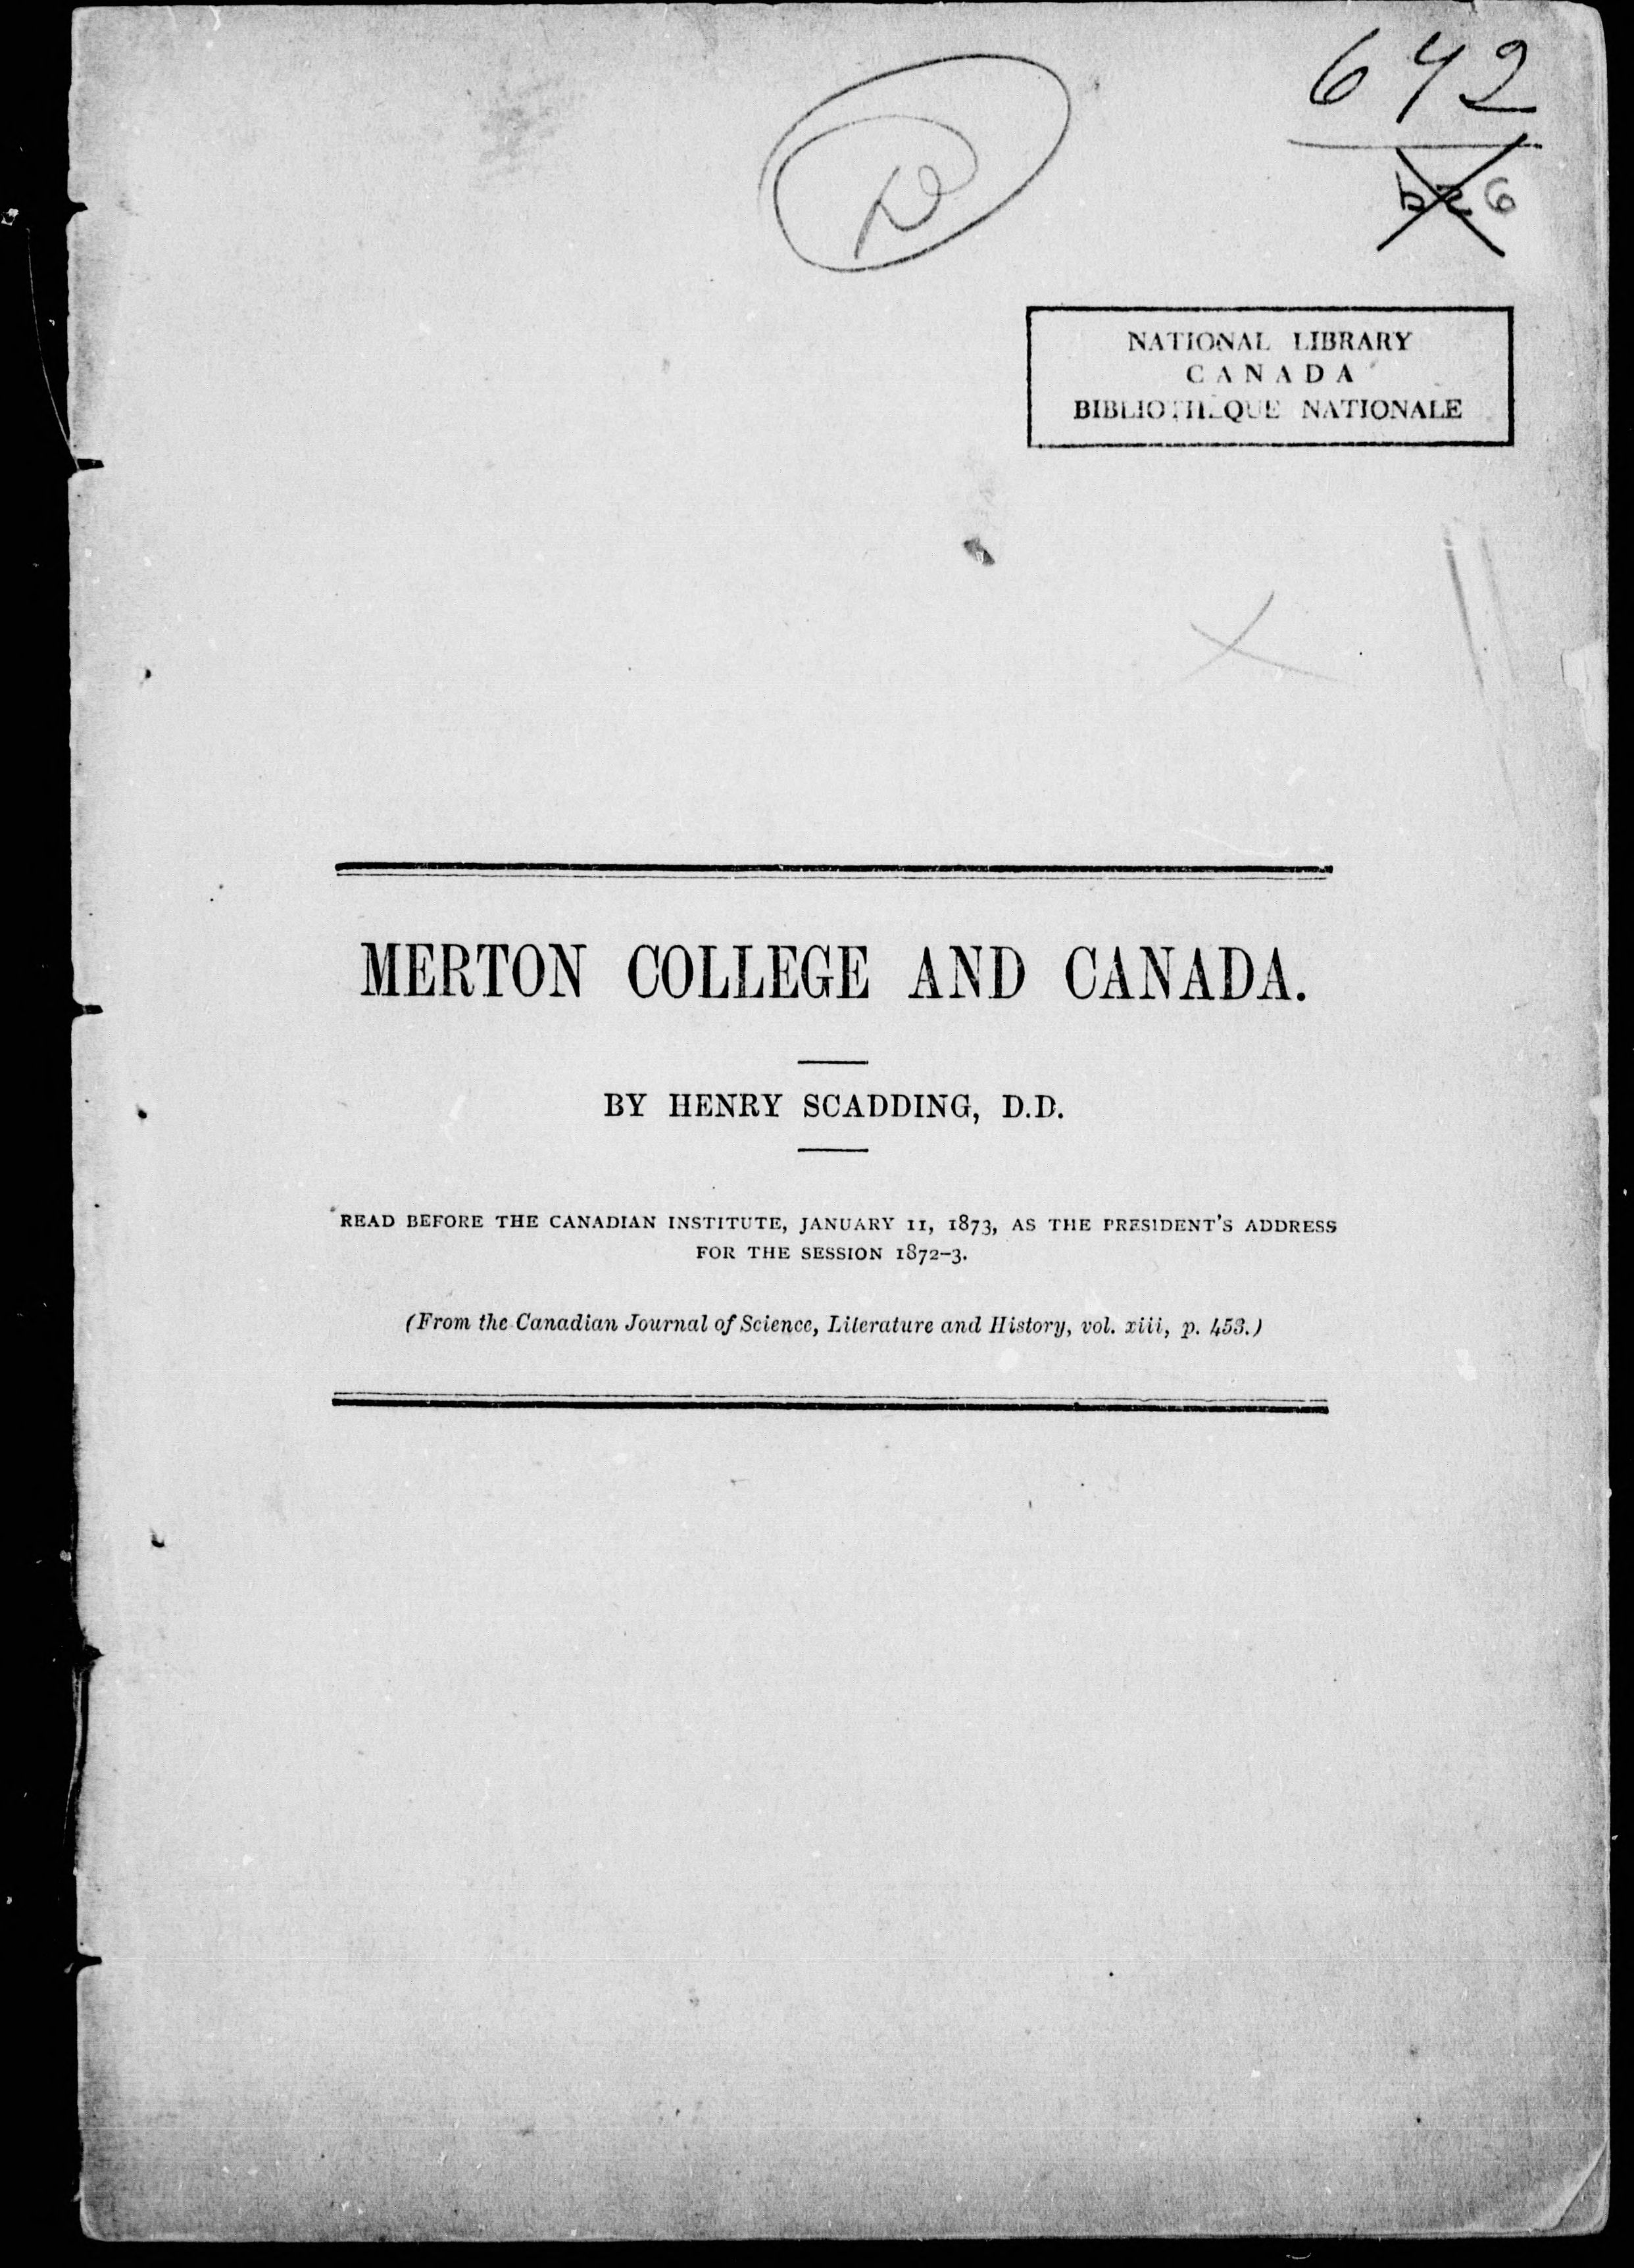 642
NATIONAL LIBRARY
CANADA
BIBLIOTHEQUE NATIONALE
MERTON COLLEGE AND CANADA.
BY HENRY SCADDING, D.D.
READ BEFORE THE CANADIAN INSTITUTE, JANUARY 11, 1873, AS THE PRESIDENT'S ADDRESS
FOR THE SESSION 1872–3.
(From the Canadian Journal of Science, Literature and History, vol. xiii, p. 453.)